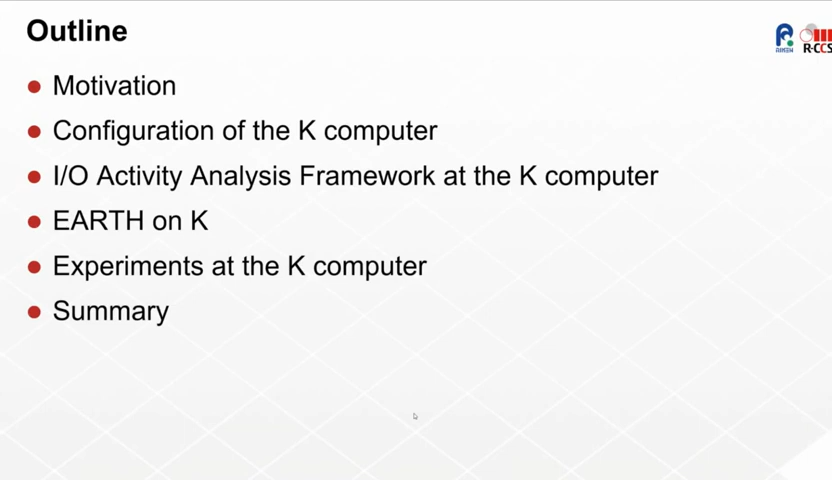 Outline
RIKEN
R-CCS
Motivation
Configuration of the K computer
I/O Activity Analysis Framework at the K computer
EARTH on K
Experiments at the K computer
Summary